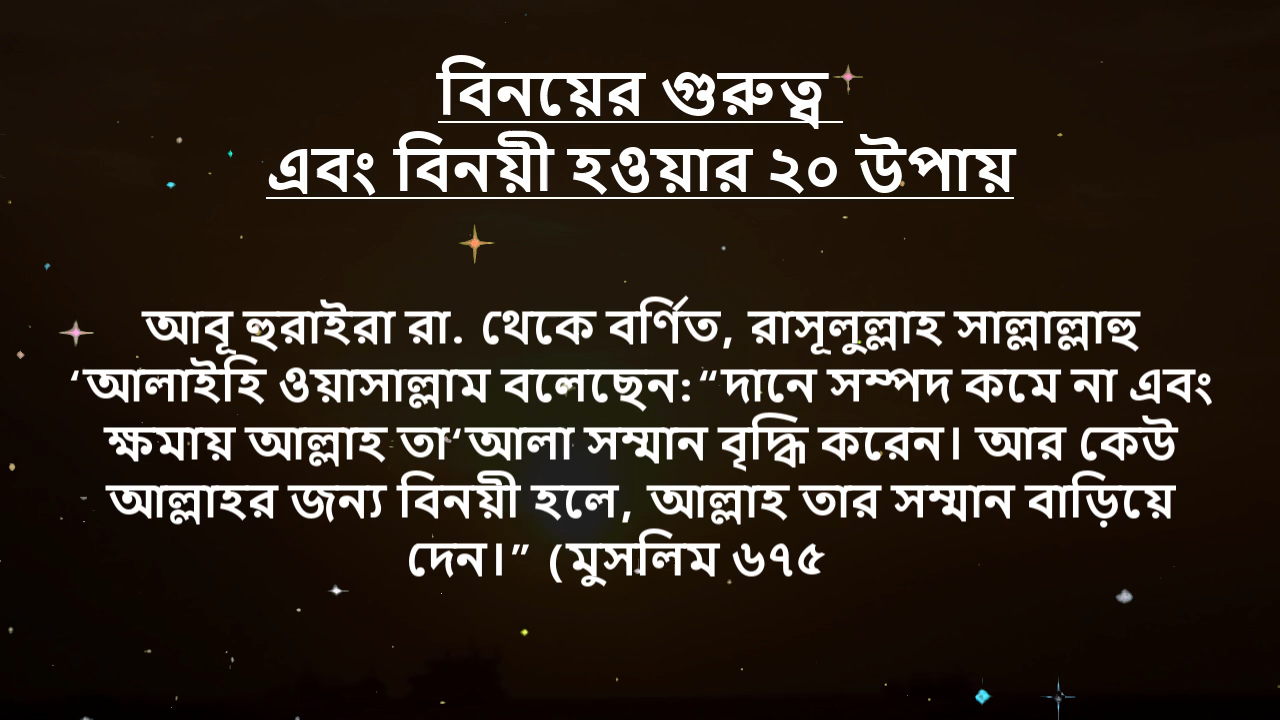 বিনয়ের গুরুত্ব
এবং বিনয়ী হওয়ার ২০ উপায়
আবূ হুরাইরা রা. থেকে বর্ণিত, রাসূলুল্লাহ সাল্লাল্লাহু
‘আলাইহি ওয়াসাল্লাম বলেছেন:“দানে সম্পদ কমে না এবং
ক্ষমায় আল্লাহ তা‘আলা সম্মান বৃদ্ধি করেন। আর কেউ
আল্লাহর জন্য বিনয়ী হলে, আল্লাহ তার সম্মান বাড়িয়ে
দেন।” (মুসলিম ৬৭৫